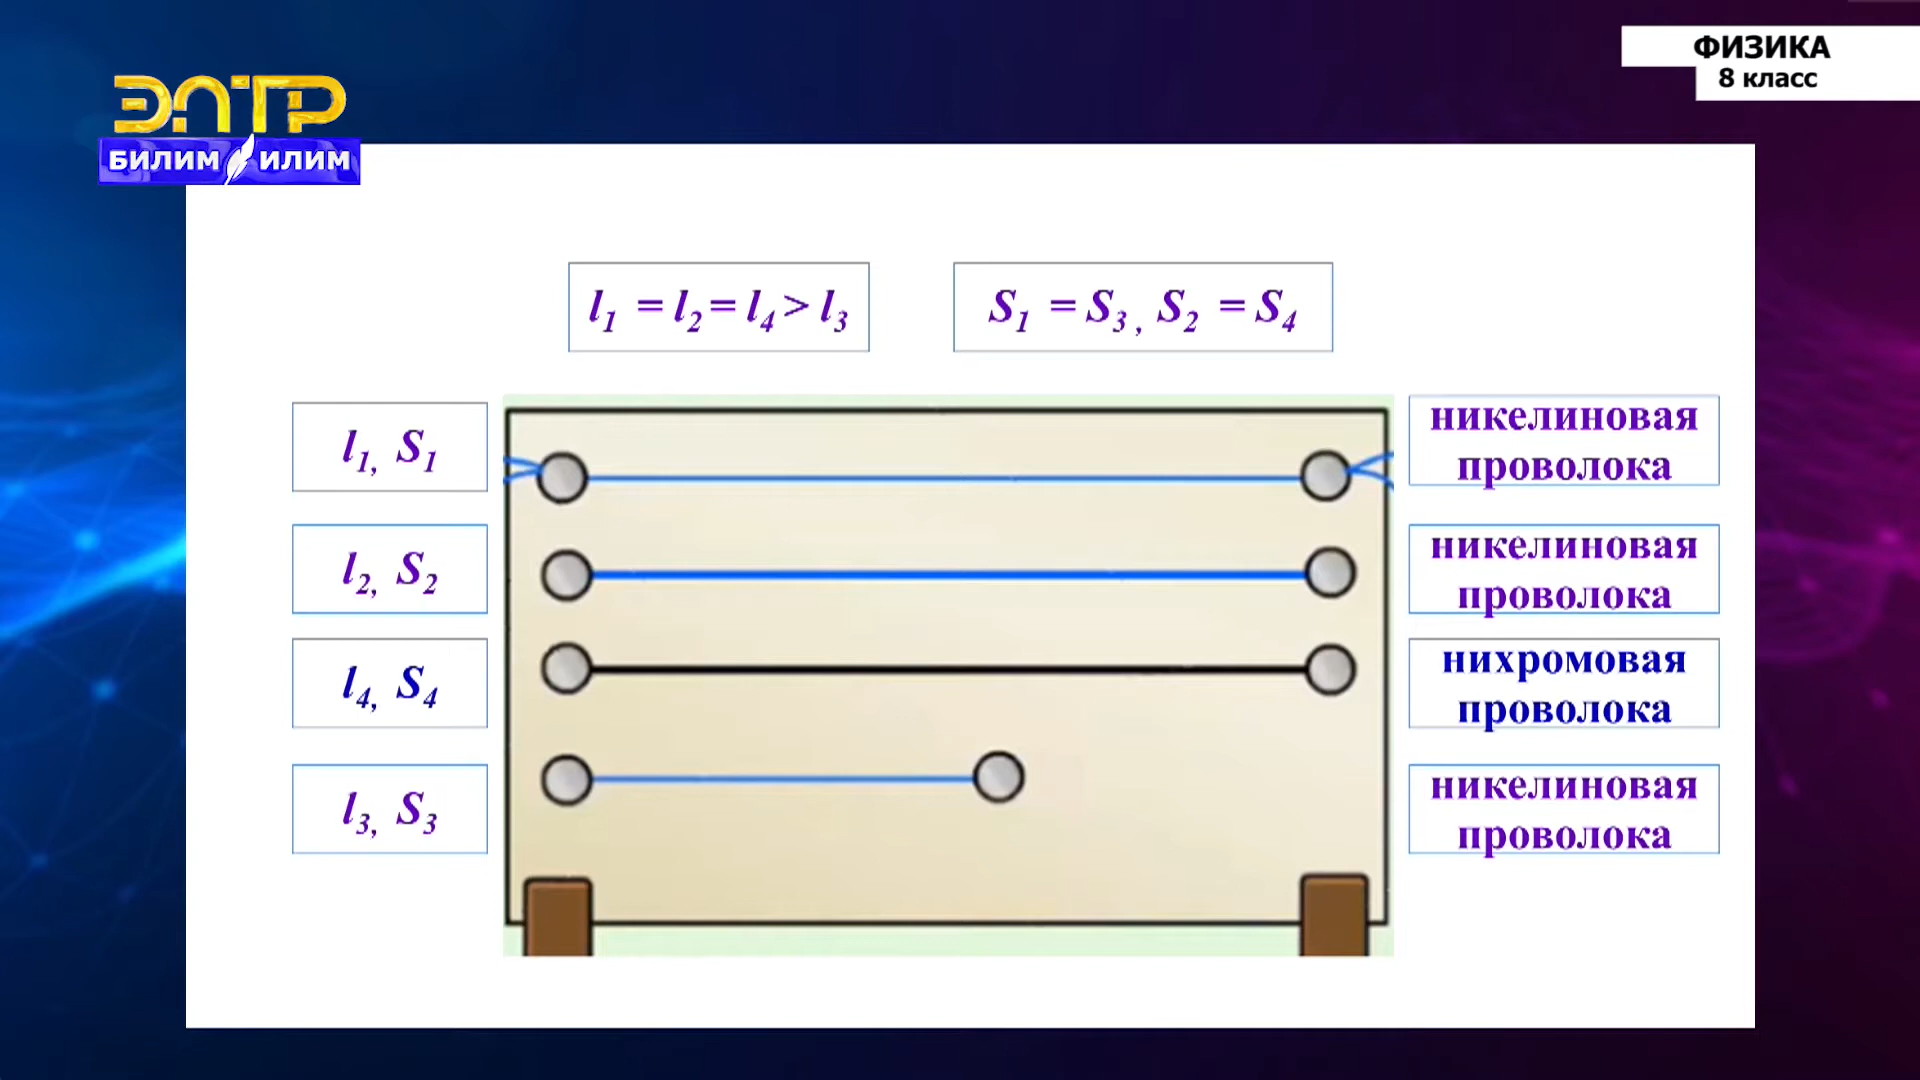 ФИЗИКА
8 класс
ЭЛТР
БИЛИМ ИЛИМ
l₁ = l₂ = l₄ > l₃
S₁ = S₃, S₂ = S₄
l₁, S₁
никелиновая
проволока
l₂, S₂
никелиновая
проволока
l₄, S₄
нихромовая
проволока
l₃, S₃
никелиновая
проволока